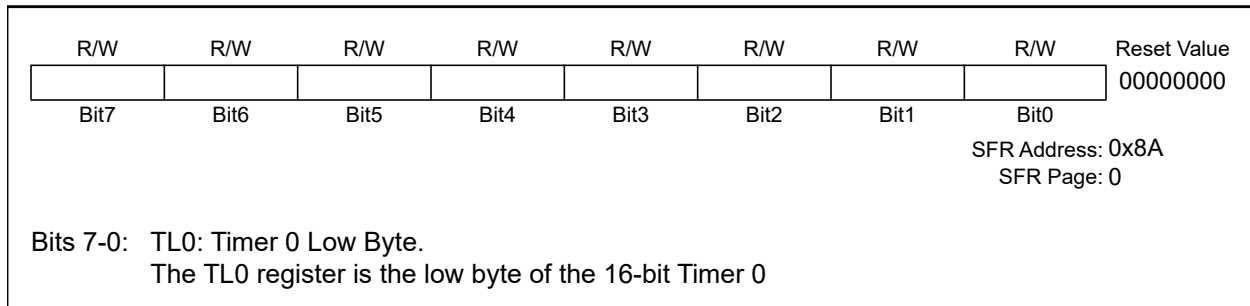 R/W R/W R/W R/W R/W R/W R/W R/W Reset Value
00000000
Bit7 Bit6 Bit5 Bit4 Bit3 Bit2 Bit1 Bit0
SFR Address: 0x8A
SFR Page: 0
Bits 7-0: TL0: Timer 0 Low Byte.
The TL0 register is the low byte of the 16-bit Timer 0